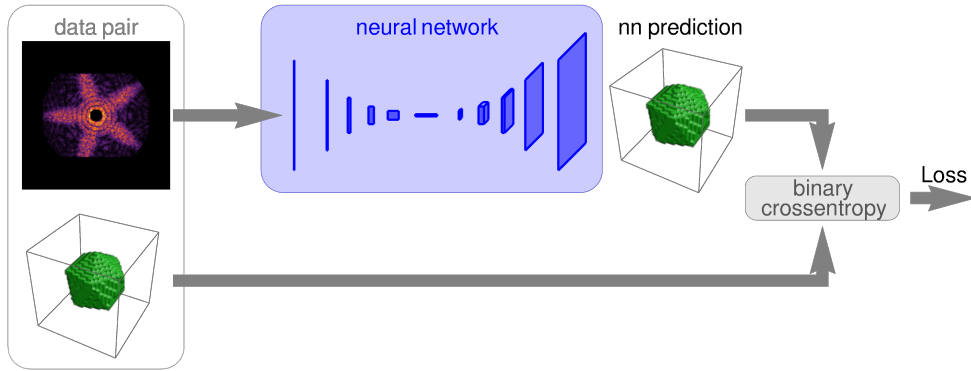 data pair
neural network
nn prediction
binary
crossentropy
Loss